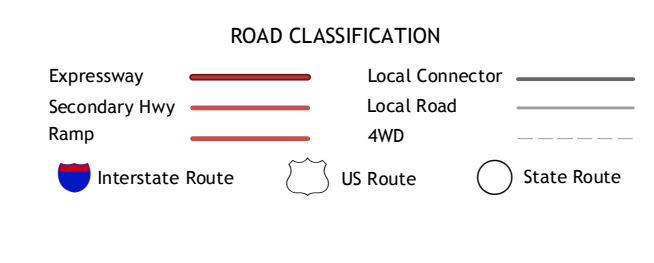 ROAD CLASSIFICATION
Expressway
Local Connector
Secondary Hwy
Local Road
Ramp
4WD
Interstate Route
US Route
State Route